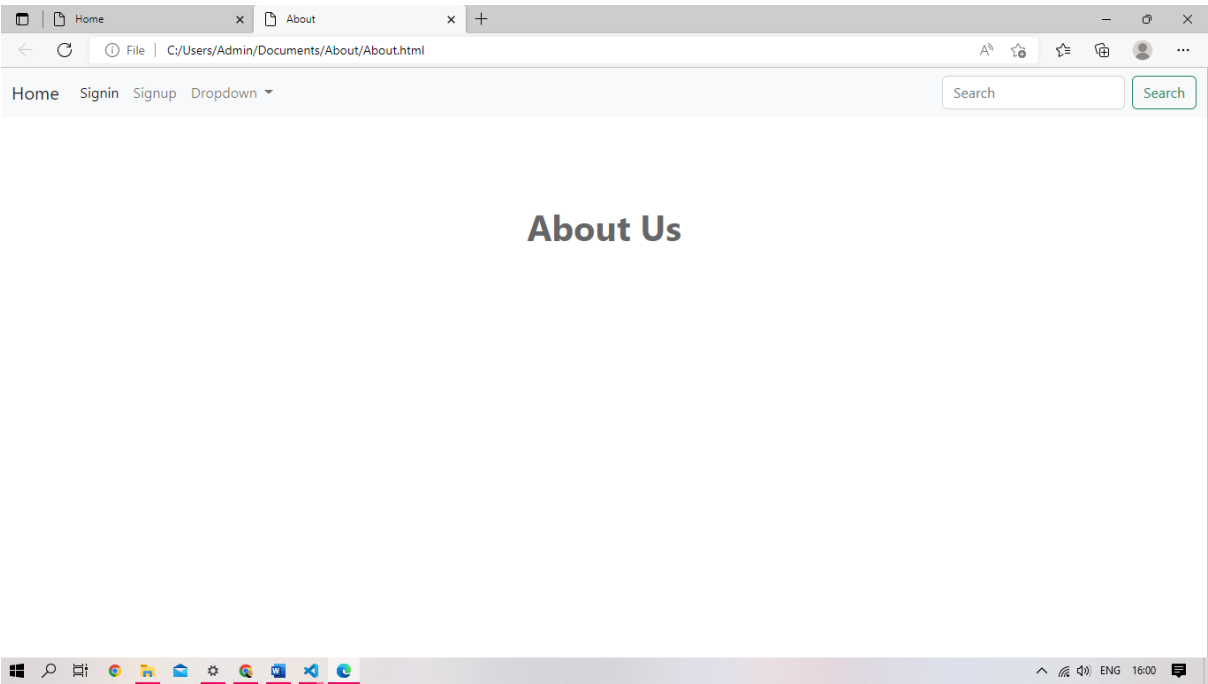 Home
About
File
C:/Users/Admin/Documents/About/About.html
Home Signin Signup Dropdown
Search
Search
About Us
ENG 16:00